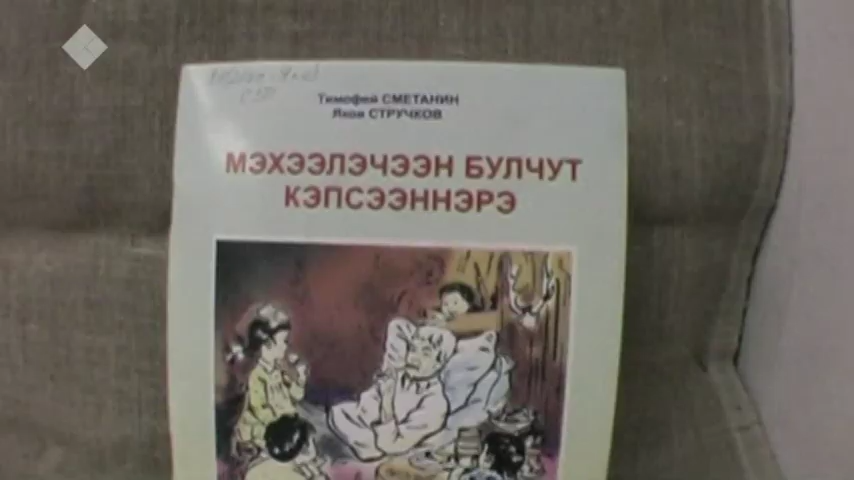 Тимофей СМЕТАНИН
Яков СТРУЧКОВ
МЭХЭЭЛЭЧЭЭН БУЛЧУТ
КЭПСЭЭННЭРЭ